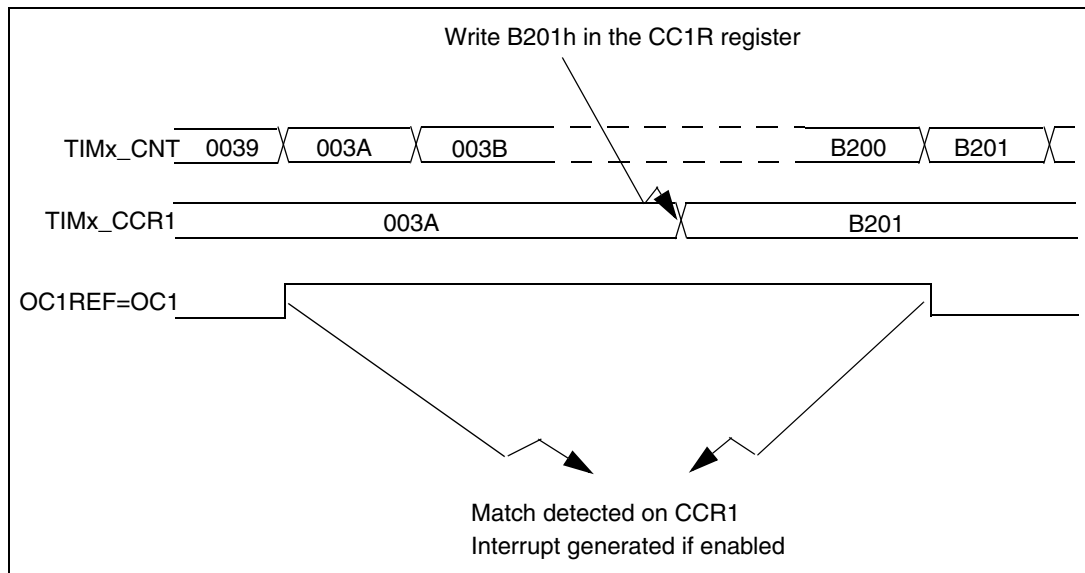 Write B201h in the CC1R register
TIMx_CNT 0039 003A 003B B200 B201
TIMx_CCR1 003A B201
OC1REF=OC1
Match detected on CCR1
Interrupt generated if enabled